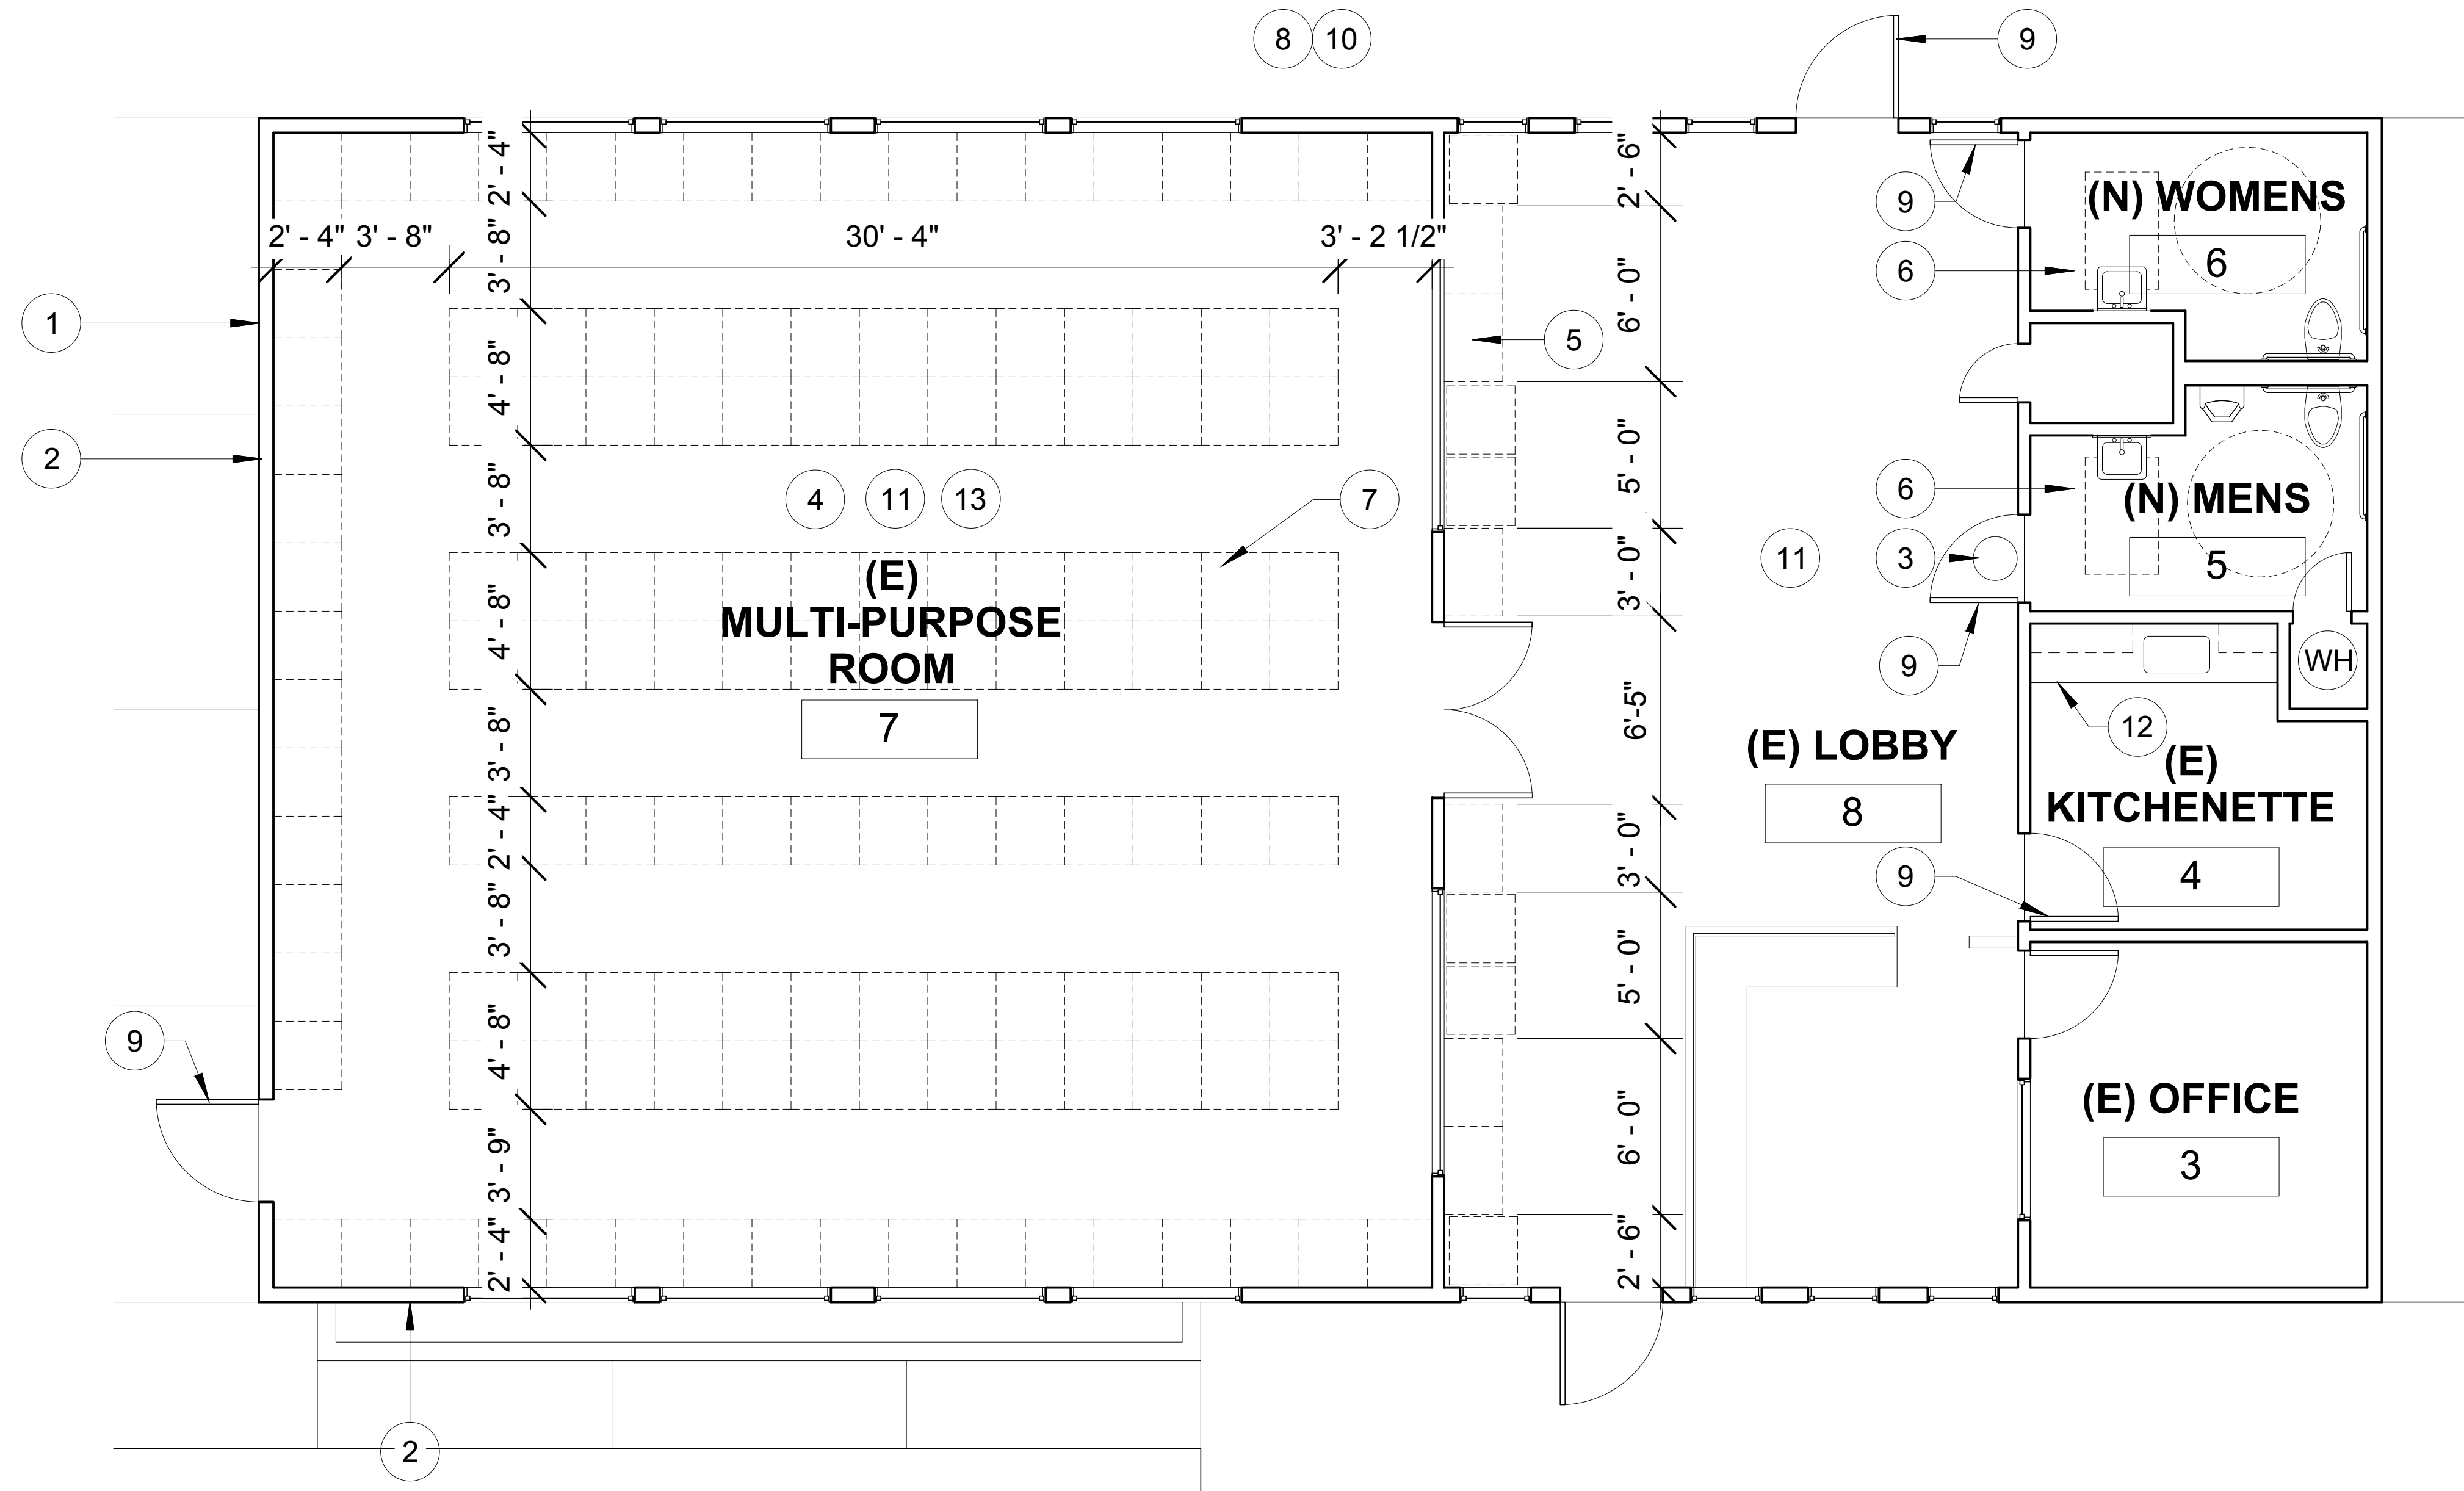 8
10
9
2' - 4"
2' - 6"
9
(N) WOMENS
6
2' - 4"
3' - 8"
3' - 8"
30' - 4"
3' - 2 1/2"
6' - 0"
6
1
5
4' - 8"
2
3' - 8"
4
11
13
7
5' - 0"
6
(N) MENS
5
11
3
3' - 0"
(E)
MULTI-PURPOSE
ROOM
7
4' - 8"
9
WH
12
6'-5"
(E) LOBBY
8
(E)
KITCHENETTE
4
3' - 8"
2' - 4"
3' - 0"
9
3' - 8"
5' - 0"
9
4' - 8"
(E) OFFICE
3
3' - 9"
6' - 0"
2' - 4"
2' - 6"
2